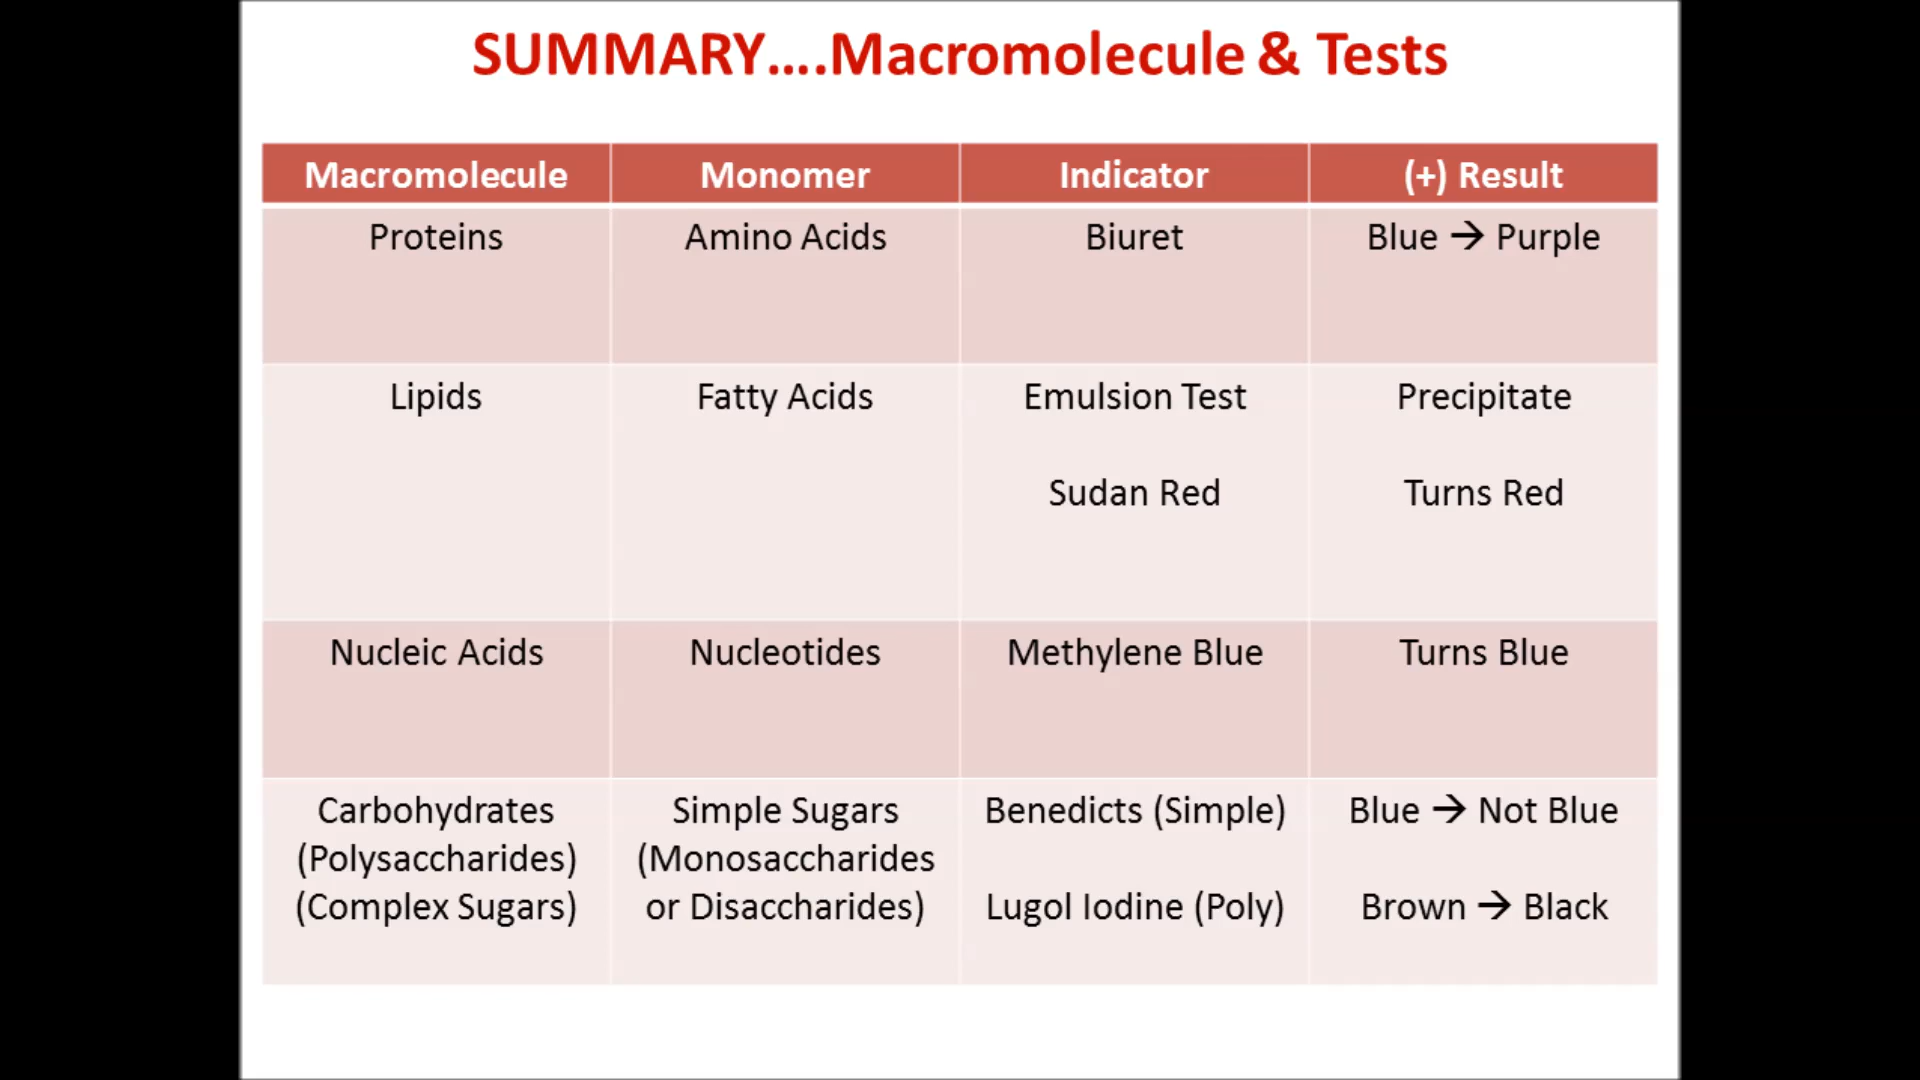 SUMMARY....Macromolecule & Tests
Macromolecule Monomer Indicator (+) Result
Proteins Amino Acids Biuret Blue → Purple
Lipids Fatty Acids Emulsion Test Precipitate
Sudan Red Turns Red
Nucleic Acids Nucleotides Methylene Blue Turns Blue
Carbohydrates Simple Sugars Benedicts (Simple) Blue → Not Blue
(Polysaccharides) (Monosaccharides
(Complex Sugars) or Disaccharides) Lugol Iodine (Poly) Brown → Black